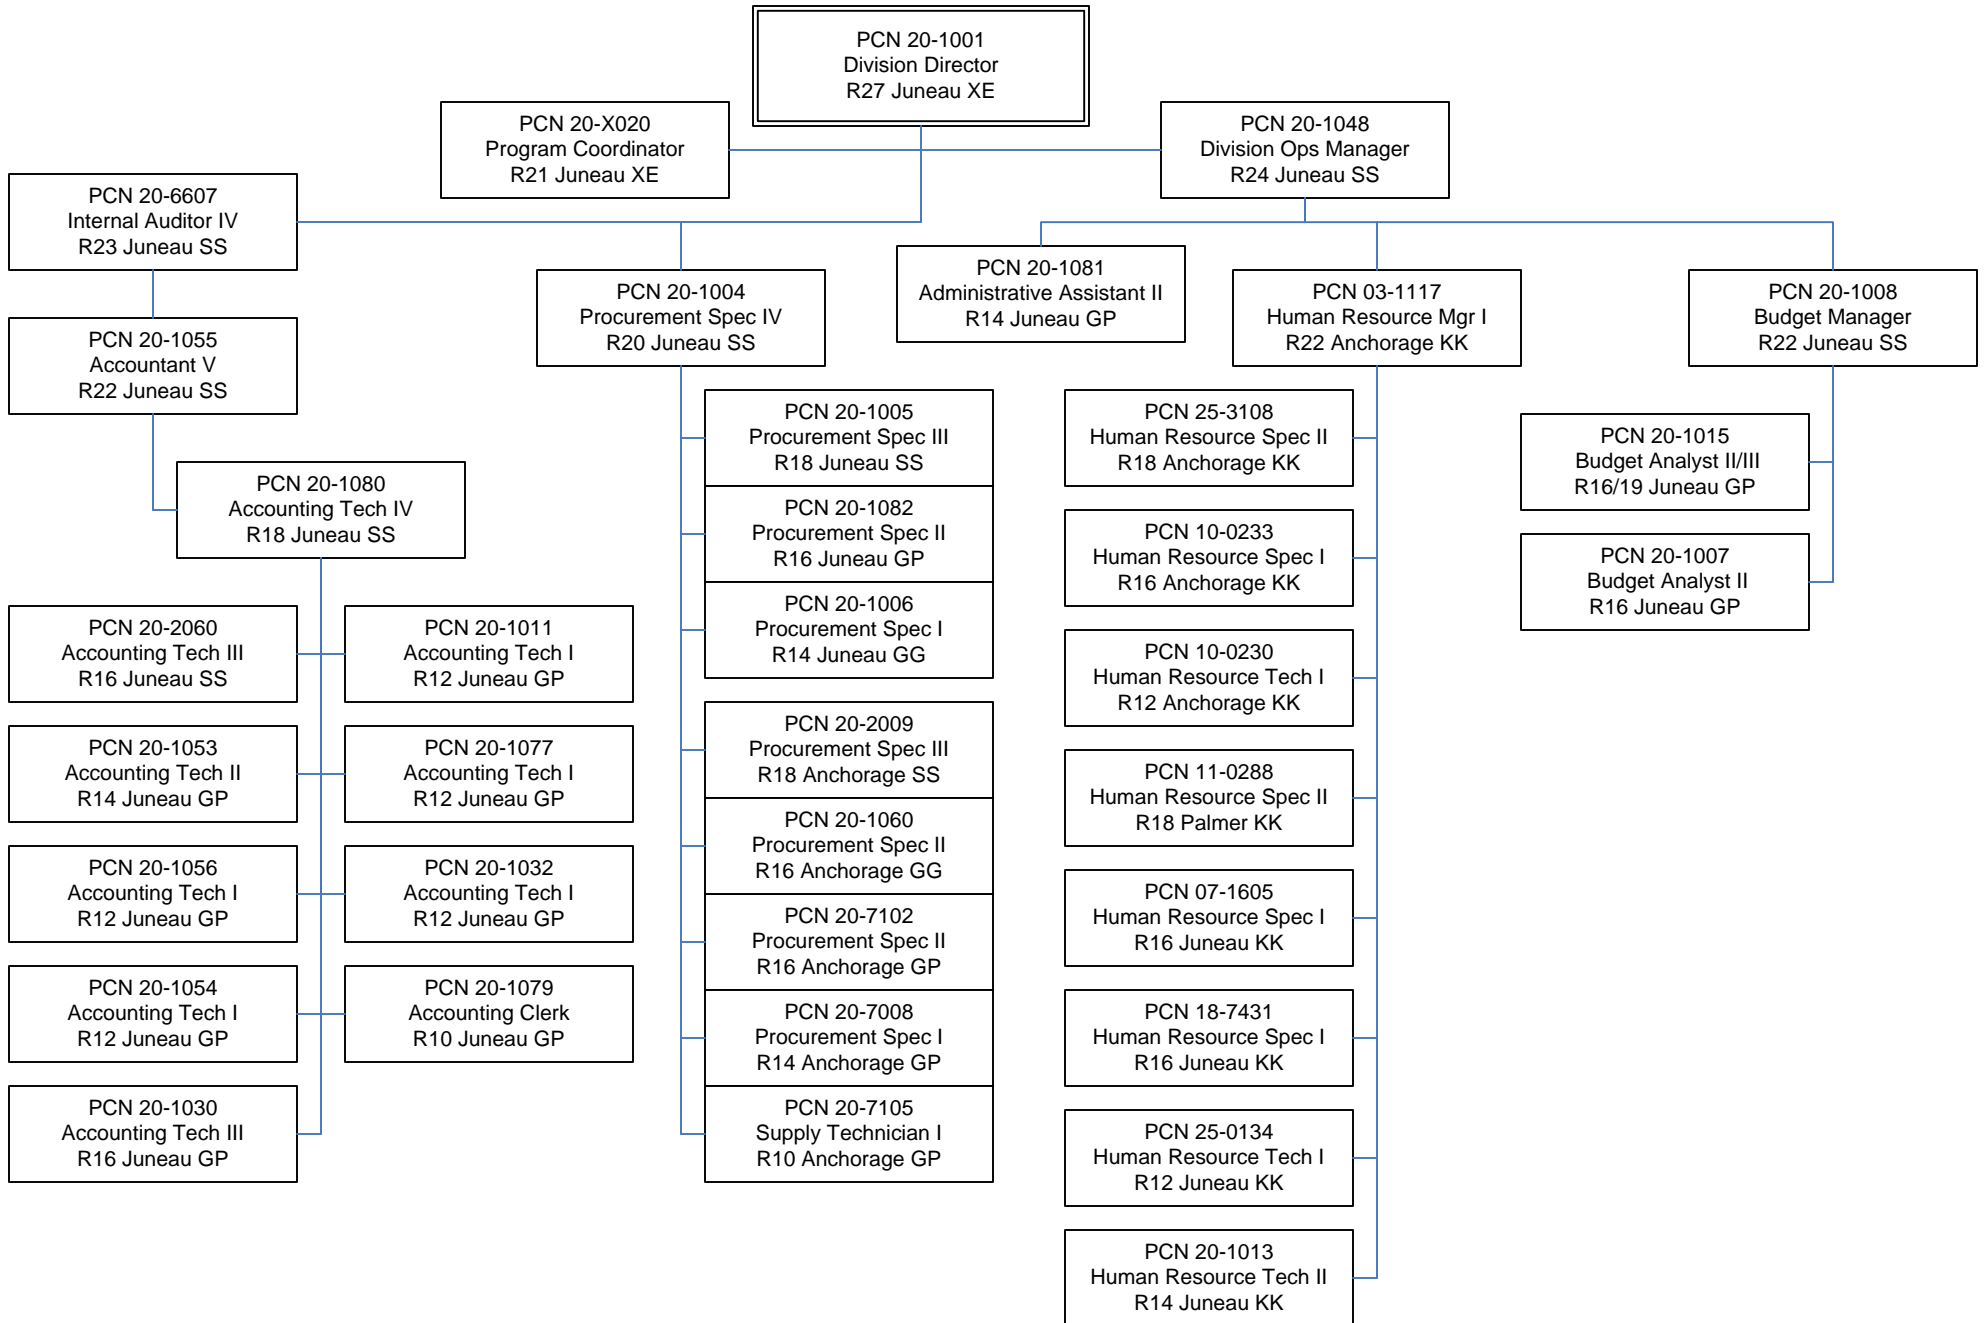 PCN 20-1001
Division Director
R27 Juneau XE
PCN 20-X020
Program Coordinator
R21 Juneau XE
PCN 20-1048
Division Ops Manager
R24 Juneau SS
PCN 20-6607
Internal Auditor IV
R23 Juneau SS
PCN 20-1055
Accountant V
R22 Juneau SS
PCN 20-1080
Accounting Tech IV
R18 Juneau SS
PCN 20-2060
Accounting Tech III
R16 Juneau SS
PCN 20-1011
Accounting Tech I
R12 Juneau GP
PCN 20-1053
Accounting Tech II
R14 Juneau GP
PCN 20-1077
Accounting Tech I
R12 Juneau GP
PCN 20-1056
Accounting Tech I
R12 Juneau GP
PCN 20-1032
Accounting Tech I
R12 Juneau GP
PCN 20-1054
Accounting Tech I
R12 Juneau GP
PCN 20-1079
Accounting Clerk
R10 Juneau GP
PCN 20-1030
Accounting Tech III
R16 Juneau GP
PCN 20-1004
Procurement Spec IV
R20 Juneau SS
PCN 20-1005
Procurement Spec III
R18 Juneau SS
PCN 20-1082
Procurement Spec II
R16 Juneau GP
PCN 20-1006
Procurement Spec I
R14 Juneau GG
PCN 20-2009
Procurement Spec III
R18 Anchorage SS
PCN 20-1060
Procurement Spec II
R16 Anchorage GG
PCN 20-7102
Procurement Spec II
R16 Anchorage GP
PCN 20-7008
Procurement Spec I
R14 Anchorage GP
PCN 20-7105
Supply Technician I
R10 Anchorage GP
PCN 20-1081
Administrative Assistant II
R14 Juneau GP
PCN 03-1117
Human Resource Mgr I
R22 Anchorage KK
PCN 25-3108
Human Resource Spec II
R18 Anchorage KK
PCN 10-0233
Human Resource Spec I
R16 Anchorage KK
PCN 10-0230
Human Resource Tech I
R12 Anchorage KK
PCN 11-0288
Human Resource Spec II
R18 Palmer KK
PCN 07-1605
Human Resource Spec I
R16 Juneau KK
PCN 18-7431
Human Resource Spec I
R16 Juneau KK
PCN 25-0134
Human Resource Tech I
R12 Juneau KK
PCN 20-1013
Human Resource Tech II
R14 Juneau KK
PCN 20-1008
Budget Manager
R22 Juneau SS
PCN 20-1015
Budget Analyst II/III
R16/19 Juneau GP
PCN 20-1007
Budget Analyst II
R16 Juneau GP